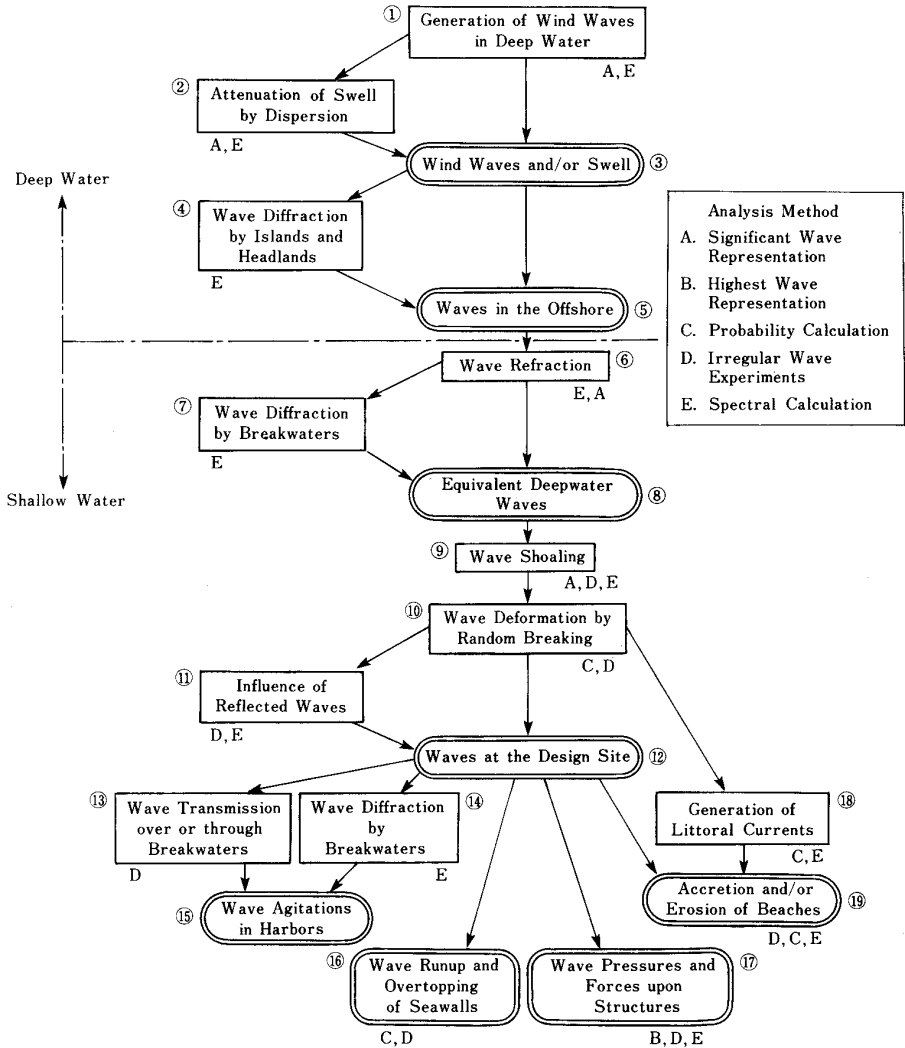 ①
Generation of Wind Waves
in Deep Water
A, E
②
Attenuation of Swell
by Dispersion
A, E
Wind Waves and/or Swell
③
Deep Water
④
Wave Diffraction
by Islands and
Headlands
E
Waves in the Offshore
⑤
Analysis Method
A. Significant Wave
Representation
B. Highest Wave
Representation
C. Probability Calculation
D. Irregular Wave
Experiments
E. Spectral Calculation
Wave Refraction
⑥
E, A
⑦
Wave Diffraction
by Breakwaters
E
Shallow Water
Equivalent Deepwater
Waves
⑧
⑨
Wave Shoaling
A, D, E
⑩
Wave Deformation by
Random Breaking
C, D
⑪
Influence of
Reflected Waves
D, E
Waves at the Design Site
⑫
⑬
Wave Transmission
over or through
Breakwaters
D
Wave Diffraction
by
Breakwaters
⑭
E
Generation of
Littoral Currents
⑱
C, E
⑮
Wave Agitations
in Harbors
Accretion and/or
Erosion of Beaches
⑲
D, C, E
⑯
Wave Runup and
Overtopping
of Seawalls
C, D
Wave Pressures and
Forces upon
Structures
⑰
B, D, E